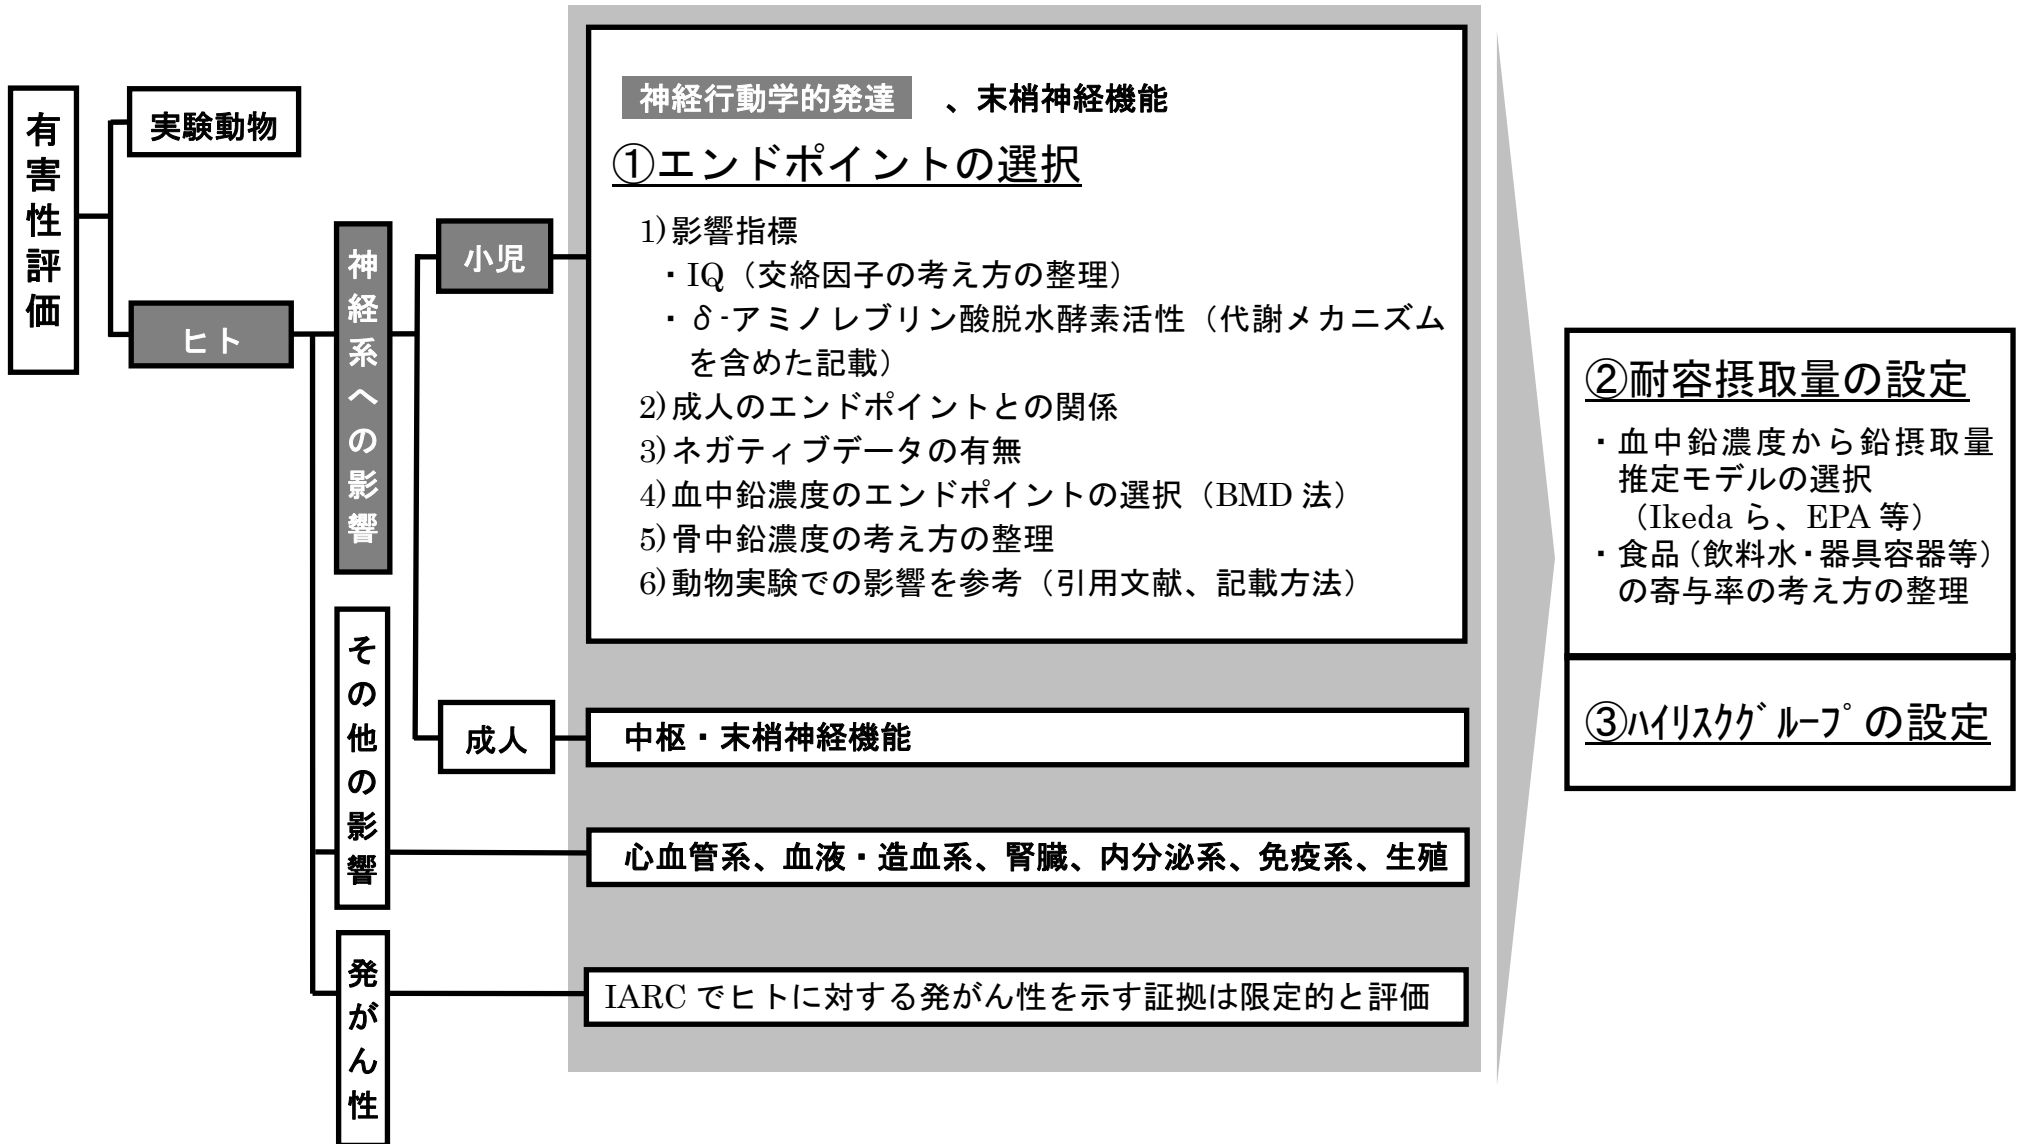 有害性評価
実験動物
ヒト
神経系への影響
その他の影響
発がん性
小児
成人
神経行動学的発達 、末梢神経機能
①エンドポイントの選択
1)影響指標
・IQ（交絡因子の考え方の整理）
・δ-アミノレブリン酸脱水酵素活性（代謝メカニズム
を含めた記載）
2)成人のエンドポイントとの関係
3)ネガティブデータの有無
4)血中鉛濃度のエンドポイントの選択（BMD 法）
5)骨中鉛濃度の考え方の整理
6)動物実験での影響を参考（引用文献、記載方法）
中枢・末梢神経機能
心血管系、血液・造血系、腎臓、内分泌系、免疫系、生殖
IARC でヒトに対する発がん性を示す証拠は限定的と評価
②耐容摂取量の設定
・血中鉛濃度から鉛摂取量
推定モデルの選択
（Ikeda ら、EPA 等）
・食品（飲料水・器具容器等）
の寄与率の考え方の整理
③ﾊｲﾘｽｸｸﾞﾙｰﾌﾟの設定